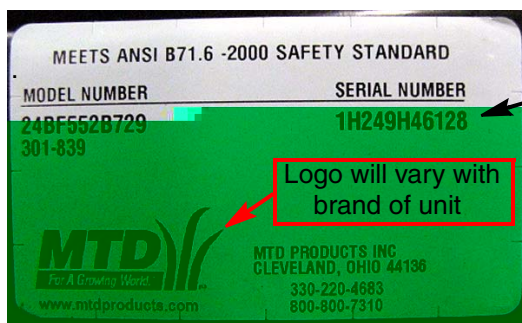 MEETS ANSI B71.6 -2000 SAFETY STANDARD
MODEL NUMBER SERIAL NUMBER
24BF552B729 1H249H46128
301-839
Logo will vary with
brand of unit
MTD
For A Growing World.
www.mtdproducts.com
MTD PRODUCTS INC
CLEVELAND, OHIO 44136
330-220-4683
800-800-7310